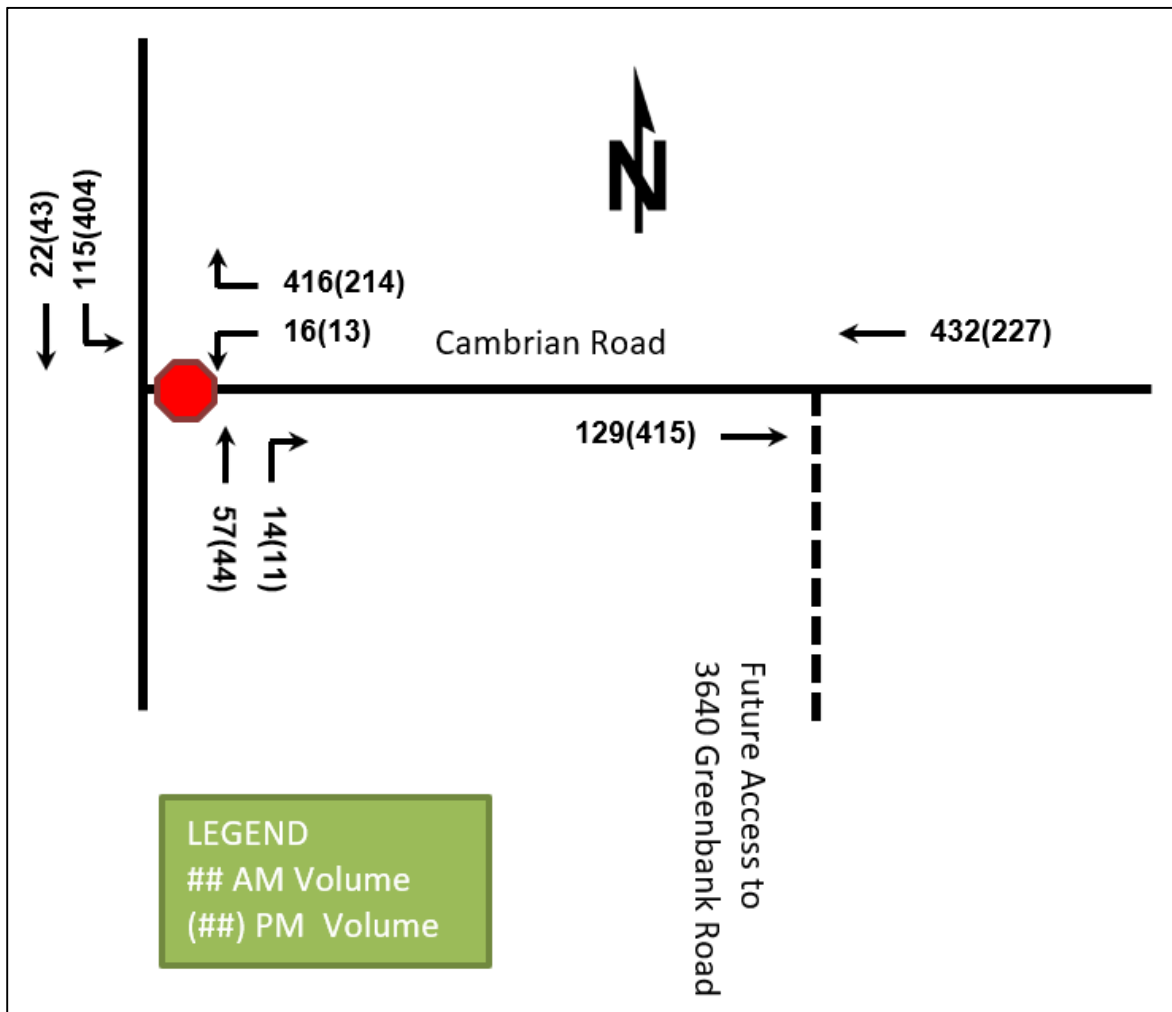 22(43)
115(404)
N
416(214)
16(13)
Cambrian Road
432(227)
129(415)
57(44)
14(11)
Future Access to
3640 Greenbank Road
LEGEND
## AM Volume
(##) PM  Volume